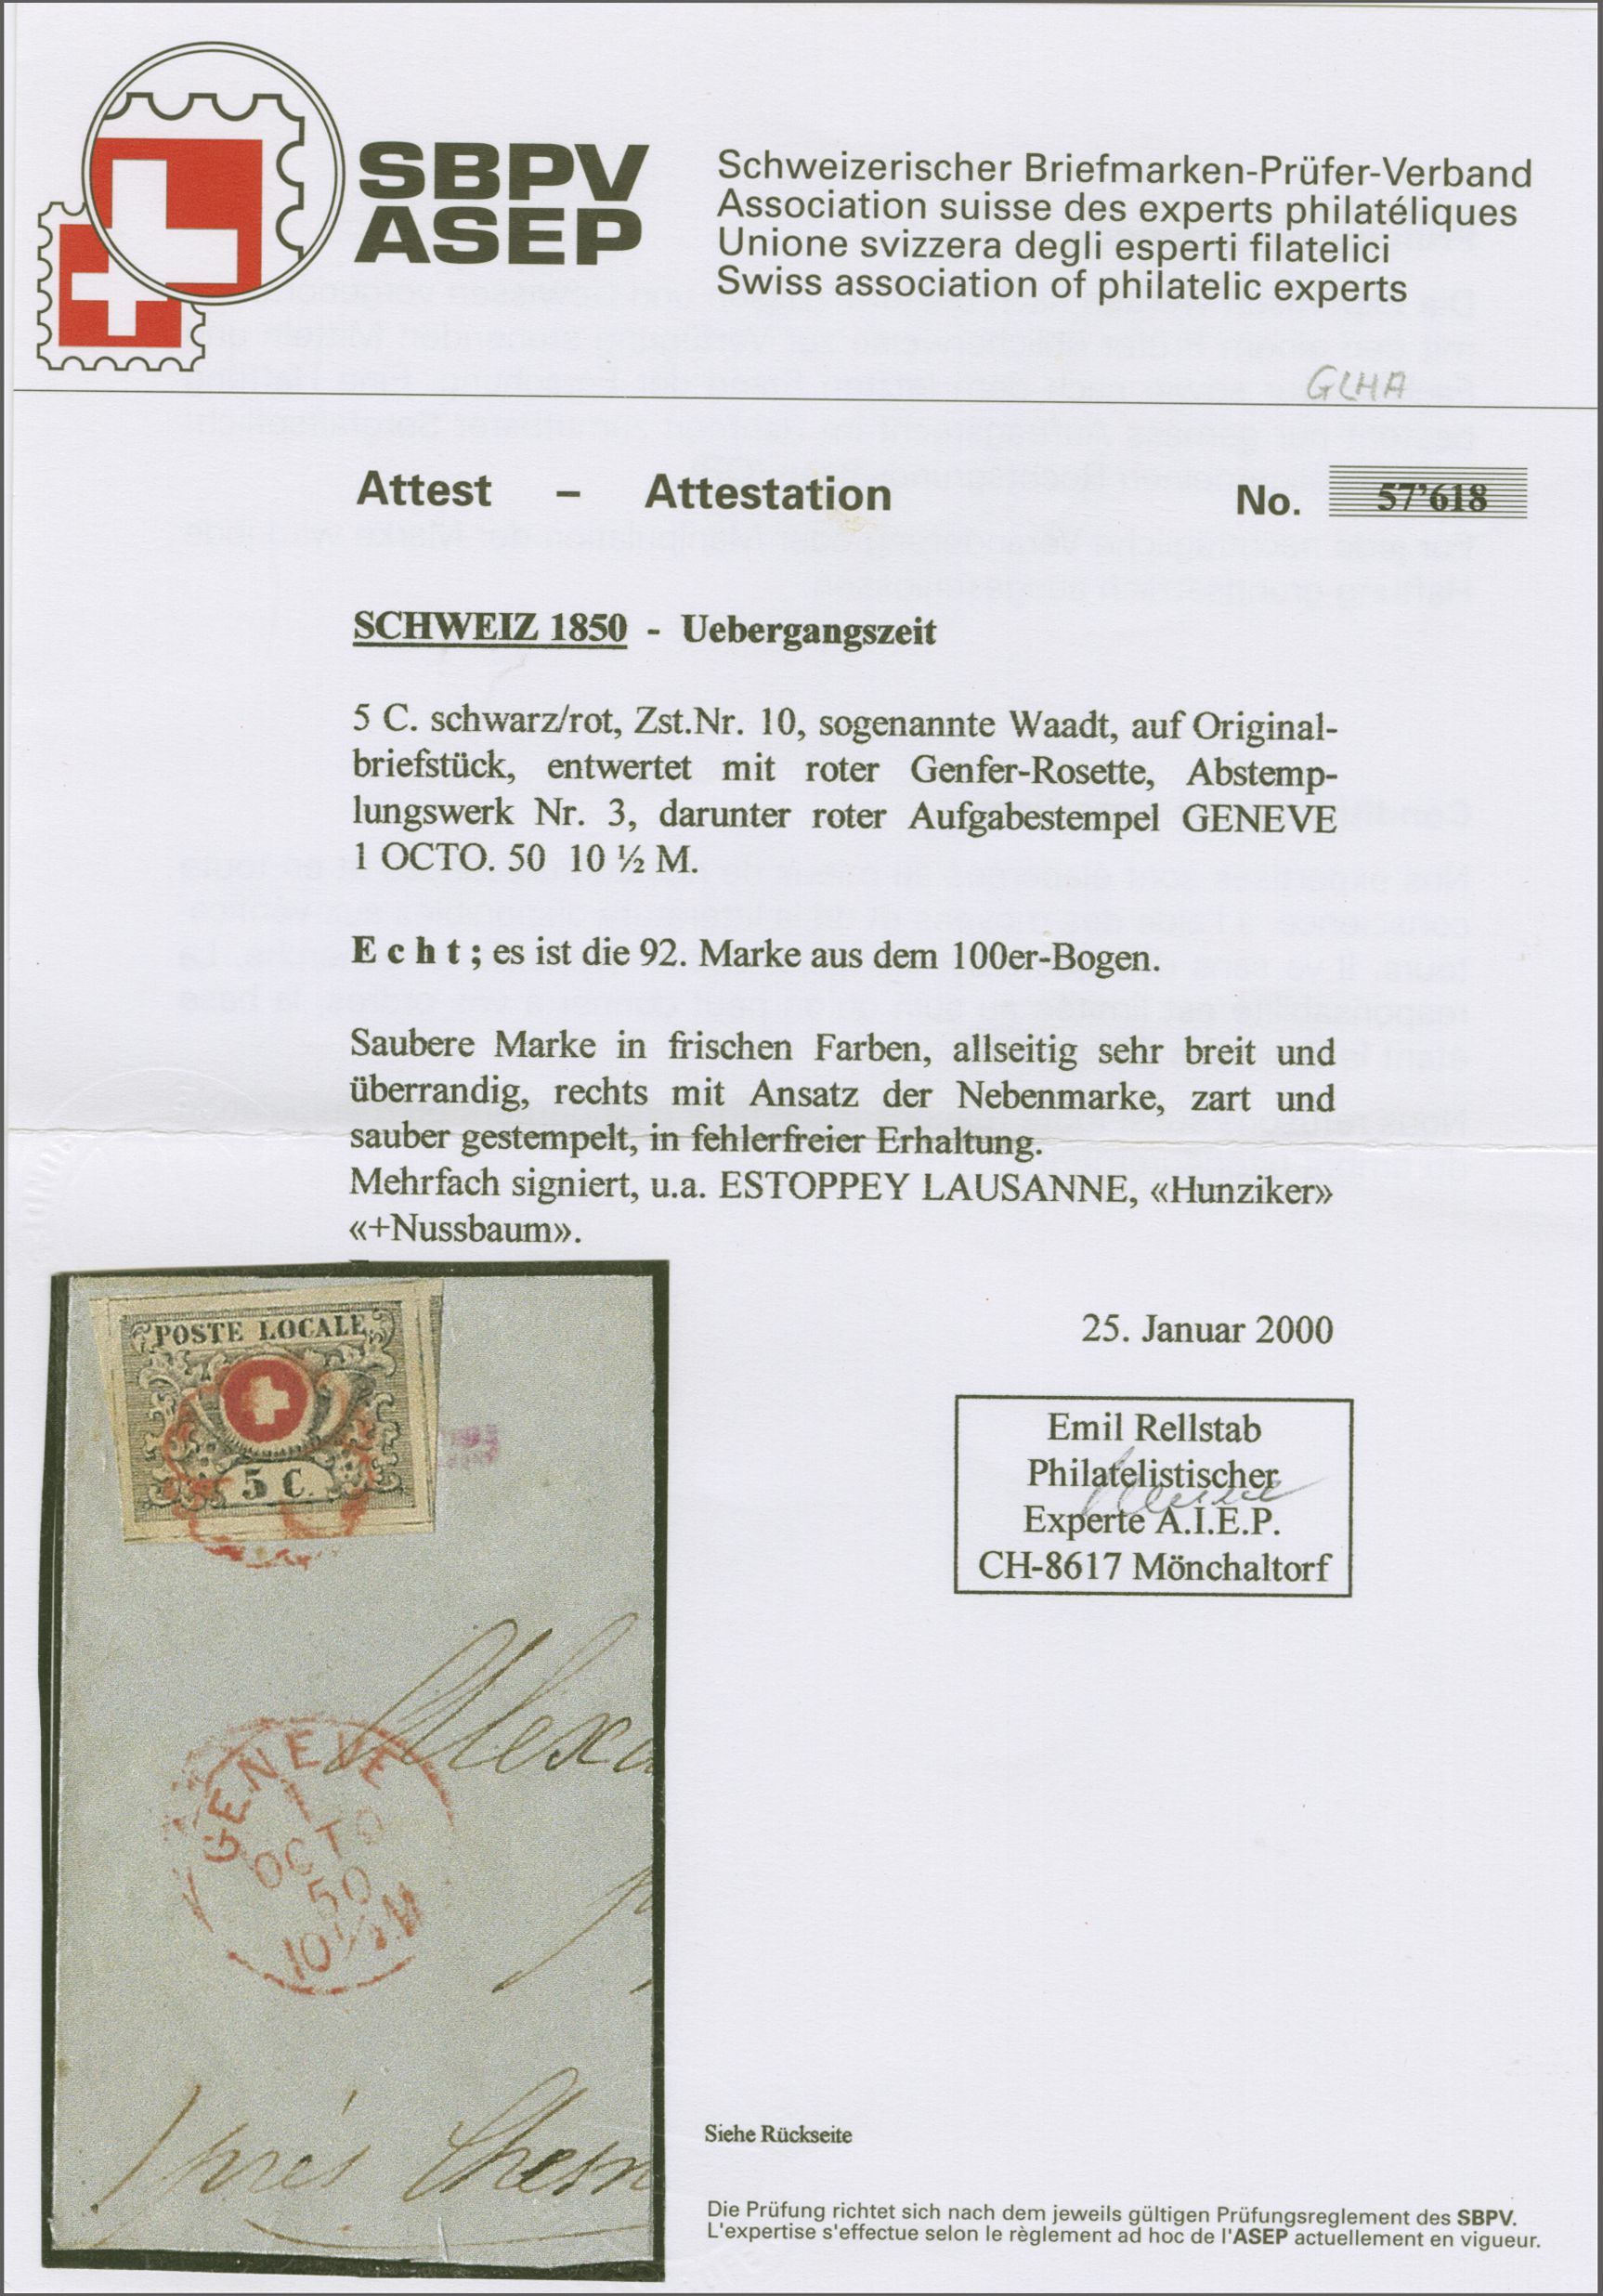 SBPV
ASEP
Schweizerischer Briefmarken-Prüfer-Verband
Association suisse des experts philatéliques
Unione svizzera degli esperti filatelici
Swiss association of philatelic experts
GLHA
Attest – Attestation No. 57'618
SCHWEIZ 1850 - Uebergangszeit
5 C. schwarz/rot, Zst.Nr. 10, sogenannte Waadt, auf Original-
briefstück, entwertet mit roter Genfer-Rosette, Abstemp-
lungswerk Nr. 3, darunter roter Aufgabestempel GENEVE
1 OCTO. 50 10 ½ M.
Echt; es ist die 92. Marke aus dem 100er-Bogen.
Saubere Marke in frischen Farben, allseitig sehr breit und
überrandig, rechts mit Ansatz der Nebenmarke, zart und
sauber gestempelt, in fehlerfreier Erhaltung.
Mehrfach signiert, u.a. ESTOPPEY LAUSANNE, «Hunziker»
«+Nussbaum».
25. Januar 2000
Emil Rellstab
Philatelistischer
Experte A.I.E.P.
CH-8617 Mönchaltorf
POSTE LOCALE
5 C.
Alexa
GENEVE
1
OCTO
50
10½M
près Chesn
Siehe Rückseite
Die Prüfung richtet sich nach dem jeweils gültigen Prüfungsreglement des SBPV.
L'expertise s'effectue selon le règlement ad hoc de l'ASEP actuellement en vigueur.